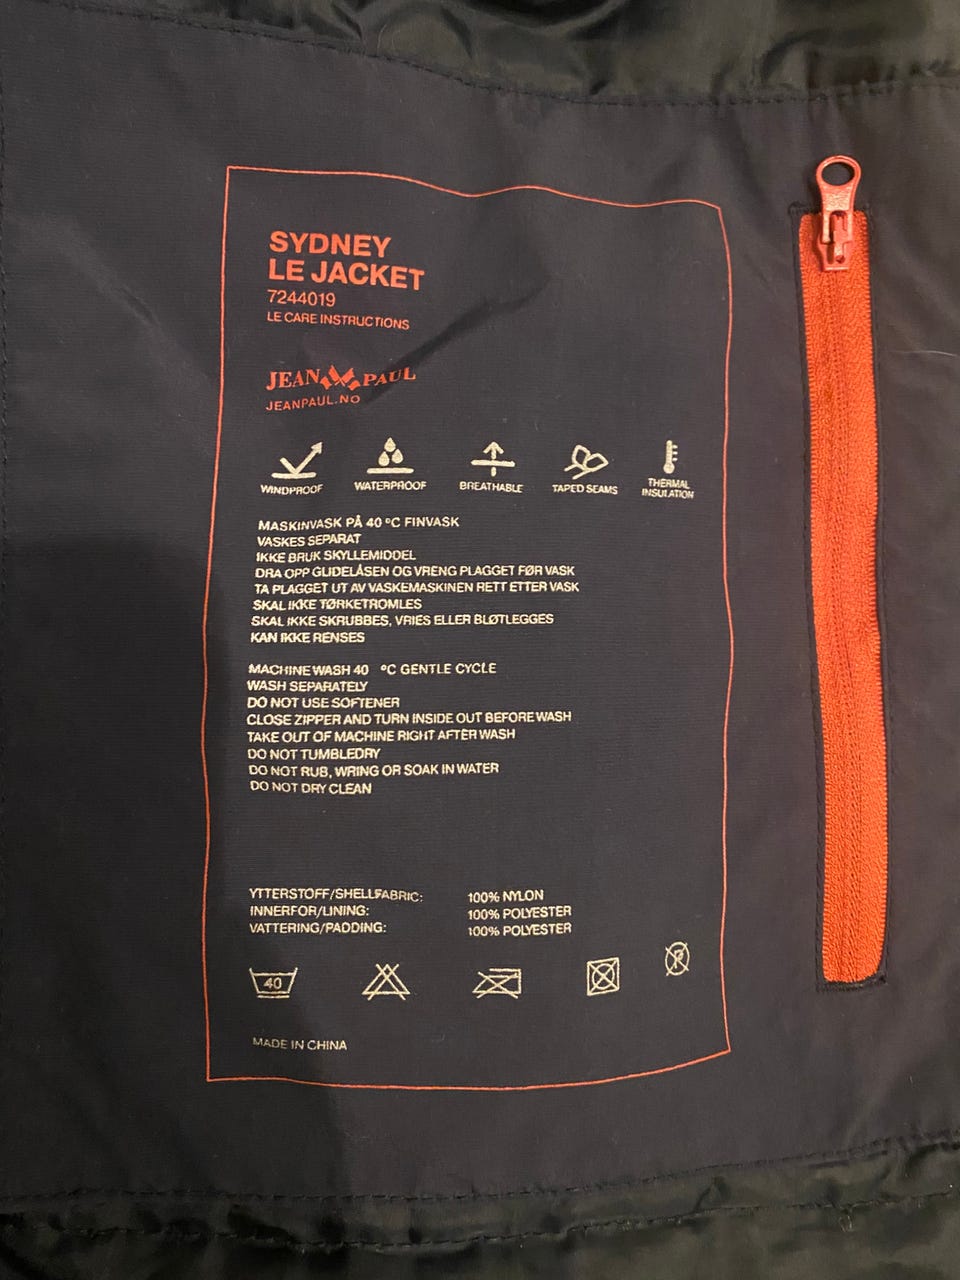 SYDNEY
LE JACKET
7244019
LE CARE INSTRUCTIONS
JEAN PAUL
JEANPAUL.NO
WINDPROOF WATERPROOF BREATHABLE TAPED SEAMS THERMAL INSULATION
MASKINVASK PÅ 40 ºC FINVASK
VASKES SEPARAT
IKKE BRUK SKYLLEMIDDEL
DRA OPP GLIDELÅSEN OG VRENG PLAGGET FØR VASK
TA PLAGGET UT AV VASKEMASKINEN RETT ETTER VASK
SKAL IKKE TØRKETROMLES
SKAL IKKE SKRUBBES, VRIES ELLER BLØTLEGGES
KAN IKKE RENSES
MACHINE WASH 40 ºC GENTLE CYCLE
WASH SEPARATELY
DO NOT USE SOFTENER
CLOSE ZIPPER AND TURN INSIDE OUT BEFORE WASH
TAKE OUT OF MACHINE RIGHT AFTER WASH
DO NOT TUMBLEDRY
DO NOT RUB, WRING OR SOAK IN WATER
DO NOT DRY CLEAN
YTTERSTOFF/SHELLFABRIC: 100% NYLON
INNERFOR/LINING: 100% POLYESTER
VATTERING/PADDING: 100% POLYESTER
40 P
MADE IN CHINA